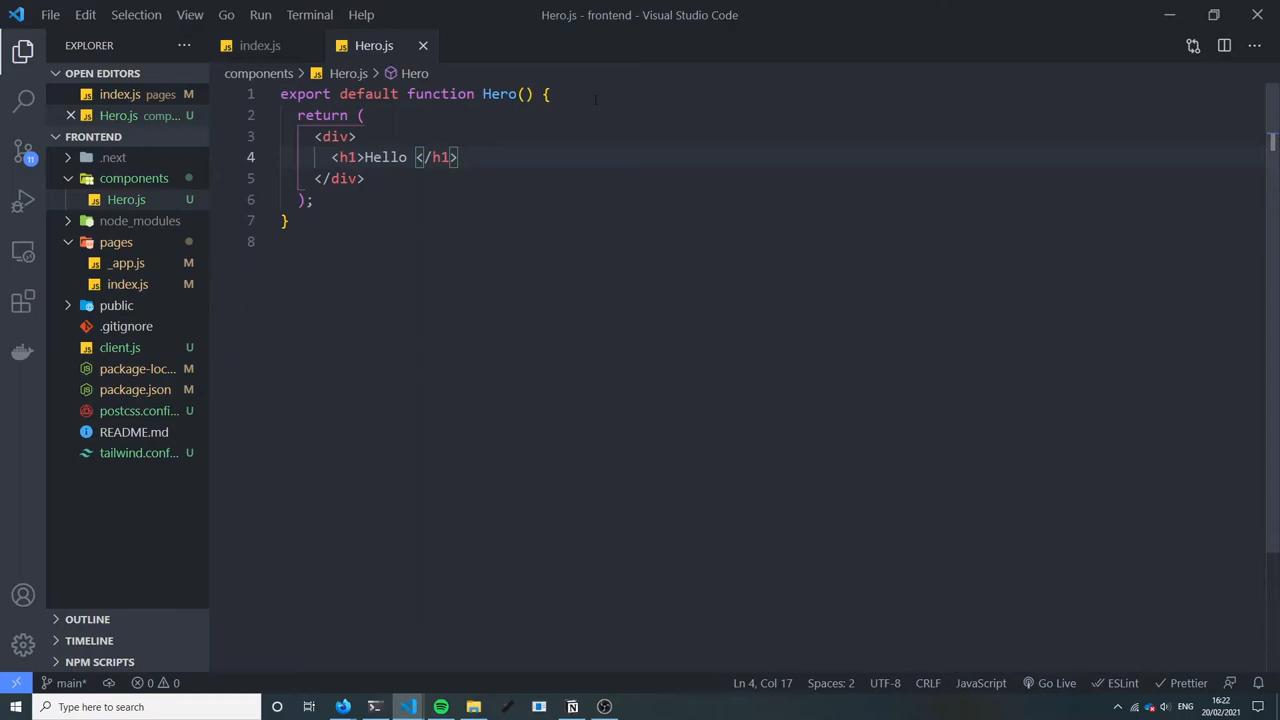 File Edit Selection View Go Run Terminal Help
Hero.js - frontend - Visual Studio Code
EXPLORER
index.js
Hero.js
OPEN EDITORS
index.js pages
Hero.js comp... U
FRONTEND
.next
components
Hero.js U
node_modules
pages
_app.js M
index.js M
public
.gitignore
client.js U
package-loc... M
package.json M
postcss.confi... U
README.md
tailwind.conf... U
OUTLINE
TIMELINE
NPM SCRIPTS
11
components > Hero.js > Hero
1 export default function Hero() {
2 return (
3 <div>
4 <h1>Hello </h1>
5 </div>
6 );
7 }
8
main* 0 0
Ln 4, Col 17 Spaces: 2 UTF-8 CRLF JavaScript Go Live ESLint Prettier
Type here to search
ENG
16:22
20/02/2021